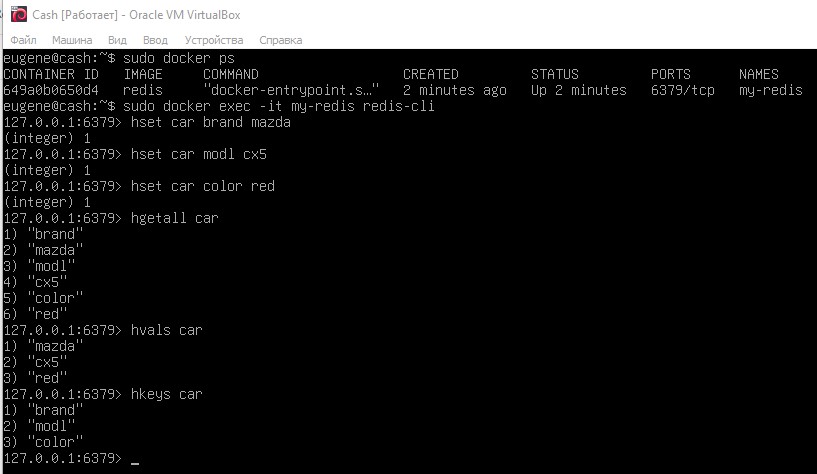 Cash [Работает] - Oracle VM VirtualBox
Файл Машина Вид Ввод Устройства Справка
eugene@cash:~$ sudo docker ps
CONTAINER ID IMAGE COMMAND CREATED STATUS PORTS NAMES
649a0b0650d4 redis "docker-entrypoint.s…" 2 minutes ago Up 2 minutes 6379/tcp my-redis
eugene@cash:~$ sudo docker exec -it my-redis redis-cli
127.0.0.1:6379> hset car brand mazda
(integer) 1
127.0.0.1:6379> hset car modl cx5
(integer) 1
127.0.0.1:6379> hset car color red
(integer) 1
127.0.0.1:6379> hgetall car
1) "brand"
2) "mazda"
3) "modl"
4) "cx5"
5) "color"
6) "red"
127.0.0.1:6379> hvals car
1) "mazda"
2) "cx5"
3) "red"
127.0.0.1:6379> hkeys car
1) "brand"
2) "modl"
3) "color"
127.0.0.1:6379> _